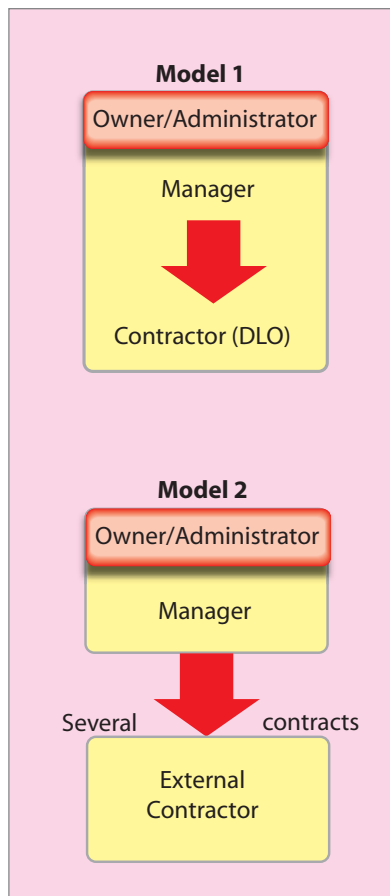 Model 1
Owner/Administrator
Manager
Contractor (DLO)
Model 2
Owner/Administrator
Manager
Several contracts
External
Contractor